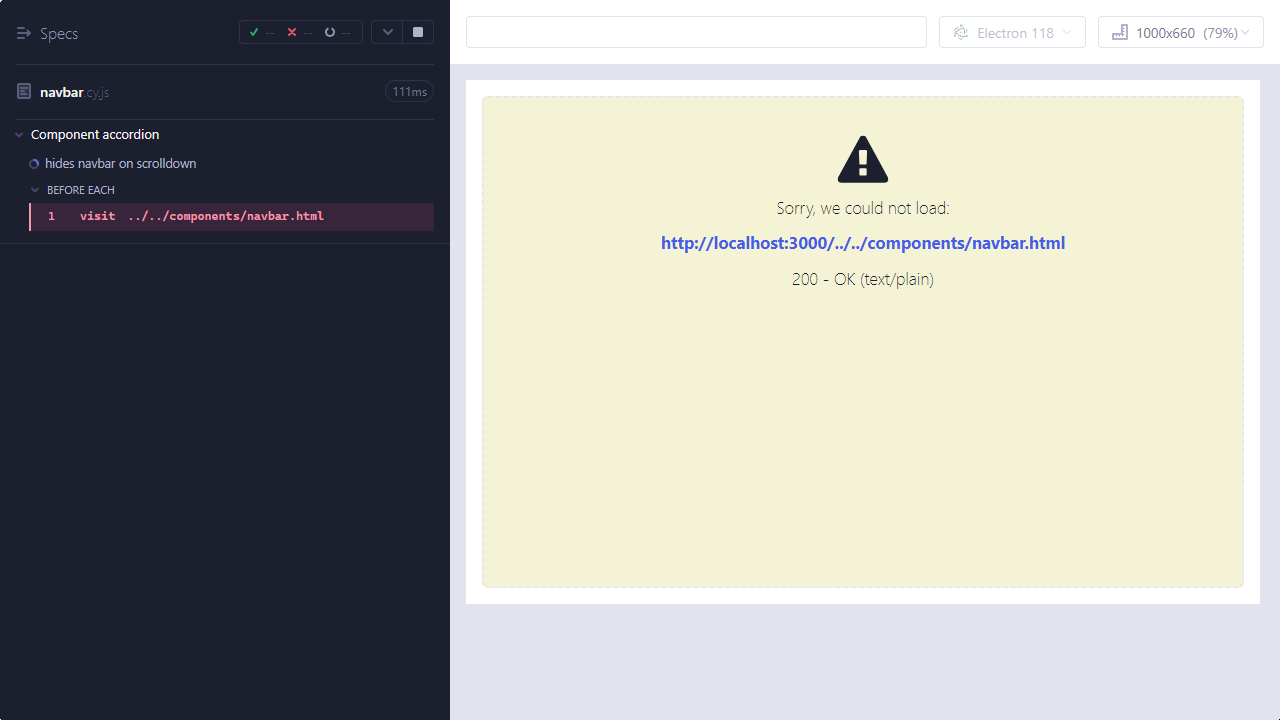 Specs
-- -- --
navbar.cy.js 111ms
Component accordion
hides navbar on scrolldown
BEFORE EACH
1 visit ../../components/navbar.html
Electron 118
1000x660 (79%)
Sorry, we could not load:
http://localhost:3000/../../components/navbar.html
200 - OK (text/plain)